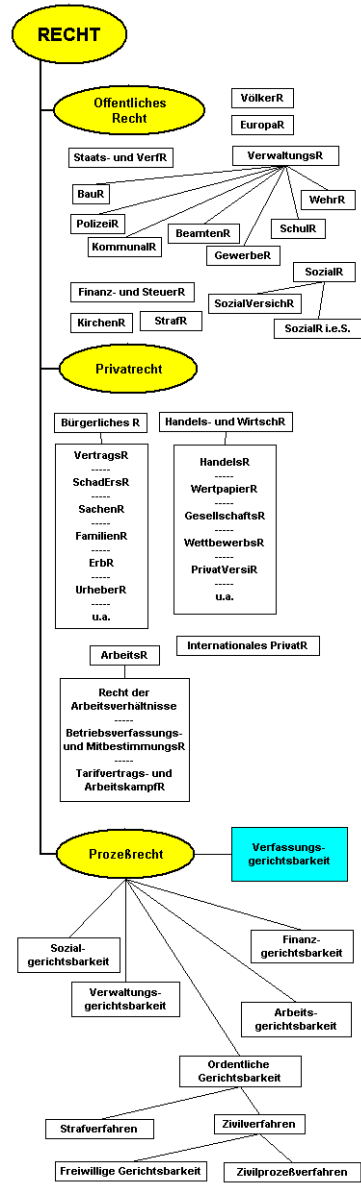 RECHT
Öffentliches
Recht
VölkerR
EuropaR
Staats- und VerfR
VerwaltungsR
BauR
WehrR
PolizeiR
SchulR
BeamtenR
KommunalR
GewerbeR
SozialR
Finanz- und SteuerR
SozialVersichR
KirchenR
StrafR
SozialR i.e.S.
Privatrecht
Bürgerliches R
Handels- und WirtschR
VertragsR
-----
SchadErsR
-----
SachenR
-----
FamilienR
-----
ErbR
-----
UrheberR
-----
u.a.
HandelsR
-----
WertpapierR
-----
GesellschaftsR
-----
WettbewerbsR
-----
PrivatVersiR
-----
u.a.
Internationales PrivatR
ArbeitsR
Recht der
Arbeitsverhältnisse
-----
Betriebsverfassungs-
und MitbestimmungsR
-----
Tarifvertrags- und
ArbeitskampfR
Prozeßrecht
Verfassungs-
gerichtsbarkeit
Sozial-
gerichtsbarkeit
Finanz-
gerichtsbarkeit
Verwaltungs-
gerichtsbarkeit
Arbeits-
gerichtsbarkeit
Ordentliche
Gerichtsbarkeit
Strafverfahren
Zivilverfahren
Freiwillige Gerichtsbarkeit
Zivilprozeßverfahren